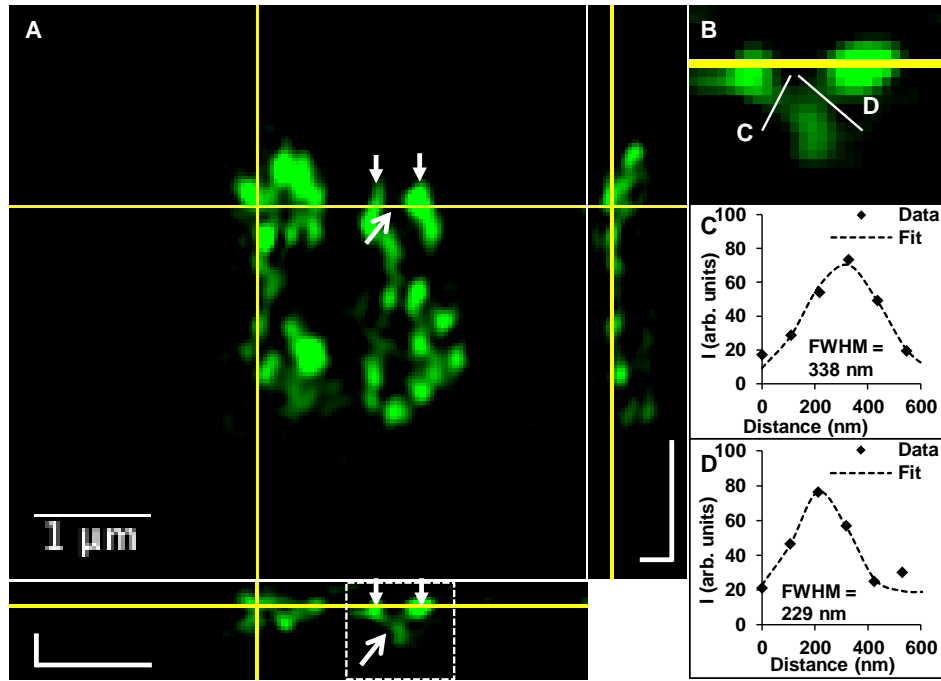 A
1 µm
B
C
D
C
100
80
60
40
20
0
I (arb. units)
Data
Fit
FWHM =
338 nm
0 200 400 600
Distance (nm)
D
100
80
60
40
20
0
I (arb. units)
Data
Fit
FWHM =
229 nm
0 200 400 600
Distance (nm)